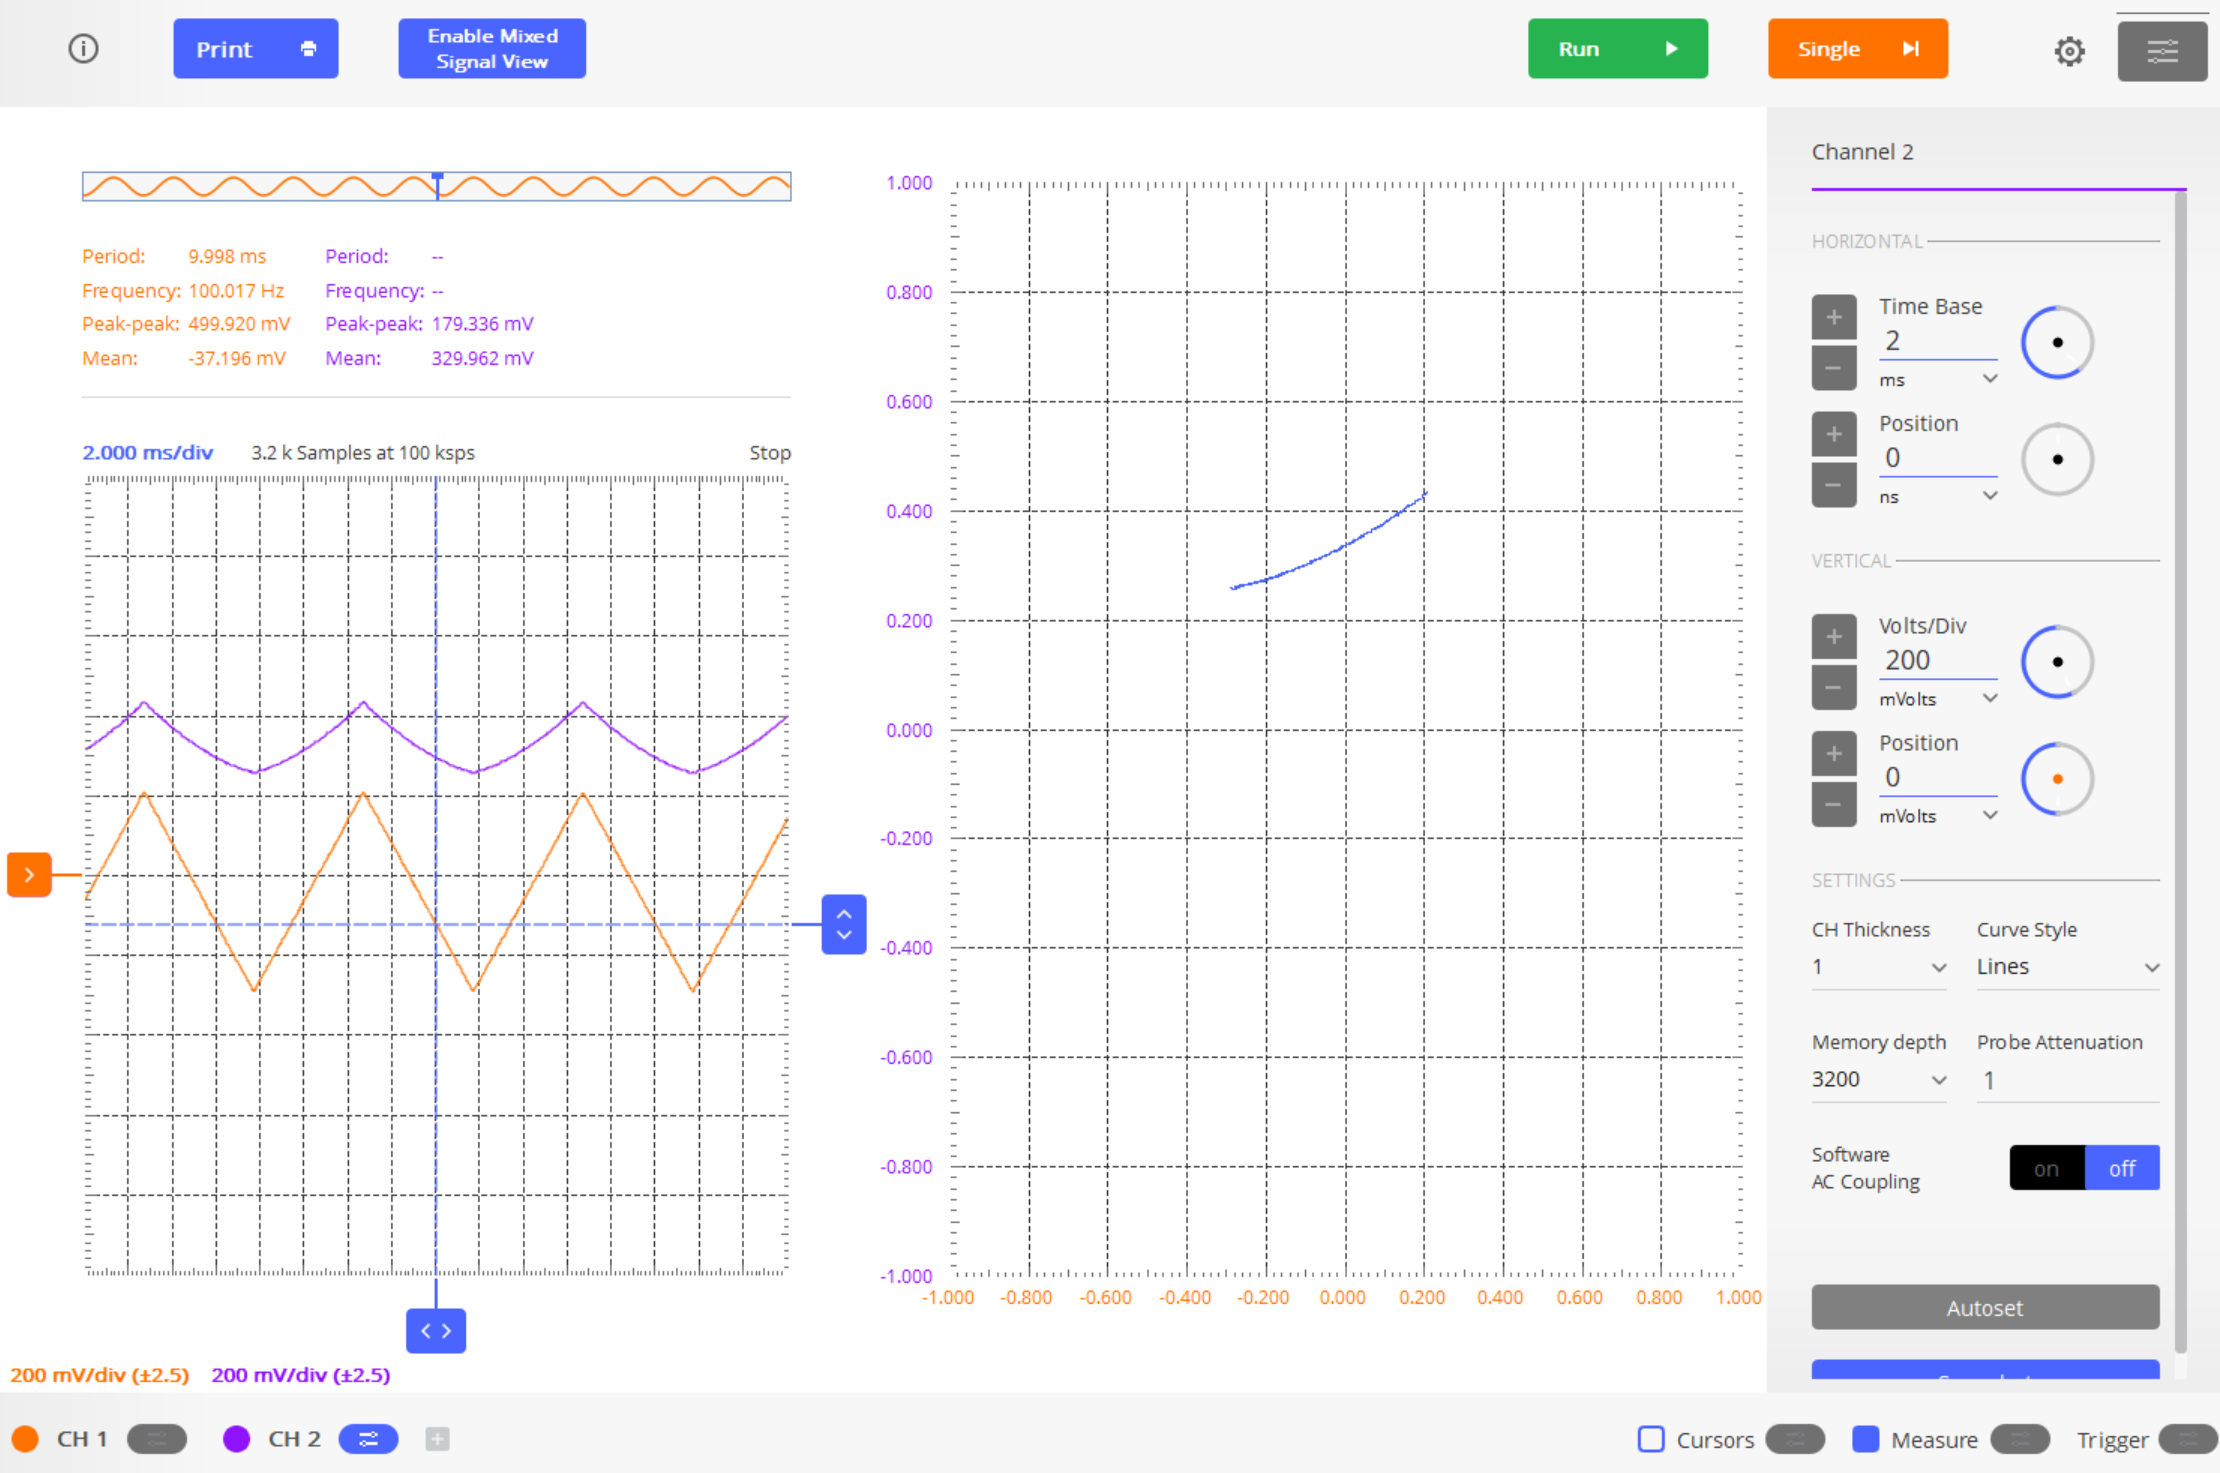 Print
Enable Mixed
Signal View
Run
Single
Period: 9.998 ms Period: --
Frequency: 100.017 Hz Frequency: --
Peak-peak: 499.920 mV Peak-peak: 179.336 mV
Mean: -37.196 mV Mean: 329.962 mV
2.000 ms/div 3.2 k Samples at 100 ksps Stop
1.000
0.800
0.600
0.400
0.200
0.000
-0.200
-0.400
-0.600
-0.800
-1.000
-1.000 -0.800 -0.600 -0.400 -0.200 0.000 0.200 0.400 0.600 0.800 1.000
Channel 2
HORIZONTAL
Time Base
2
ms
Position
0
ns
VERTICAL
Volts/Div
200
mVolts
Position
0
mVolts
SETTINGS
CH Thickness Curve Style
1 Lines
Memory depth Probe Attenuation
3200 1
Software
AC Coupling
on off
Autoset
200 mV/div (±2.5) 200 mV/div (±2.5)
CH 1 CH 2 Cursors Measure Trigger